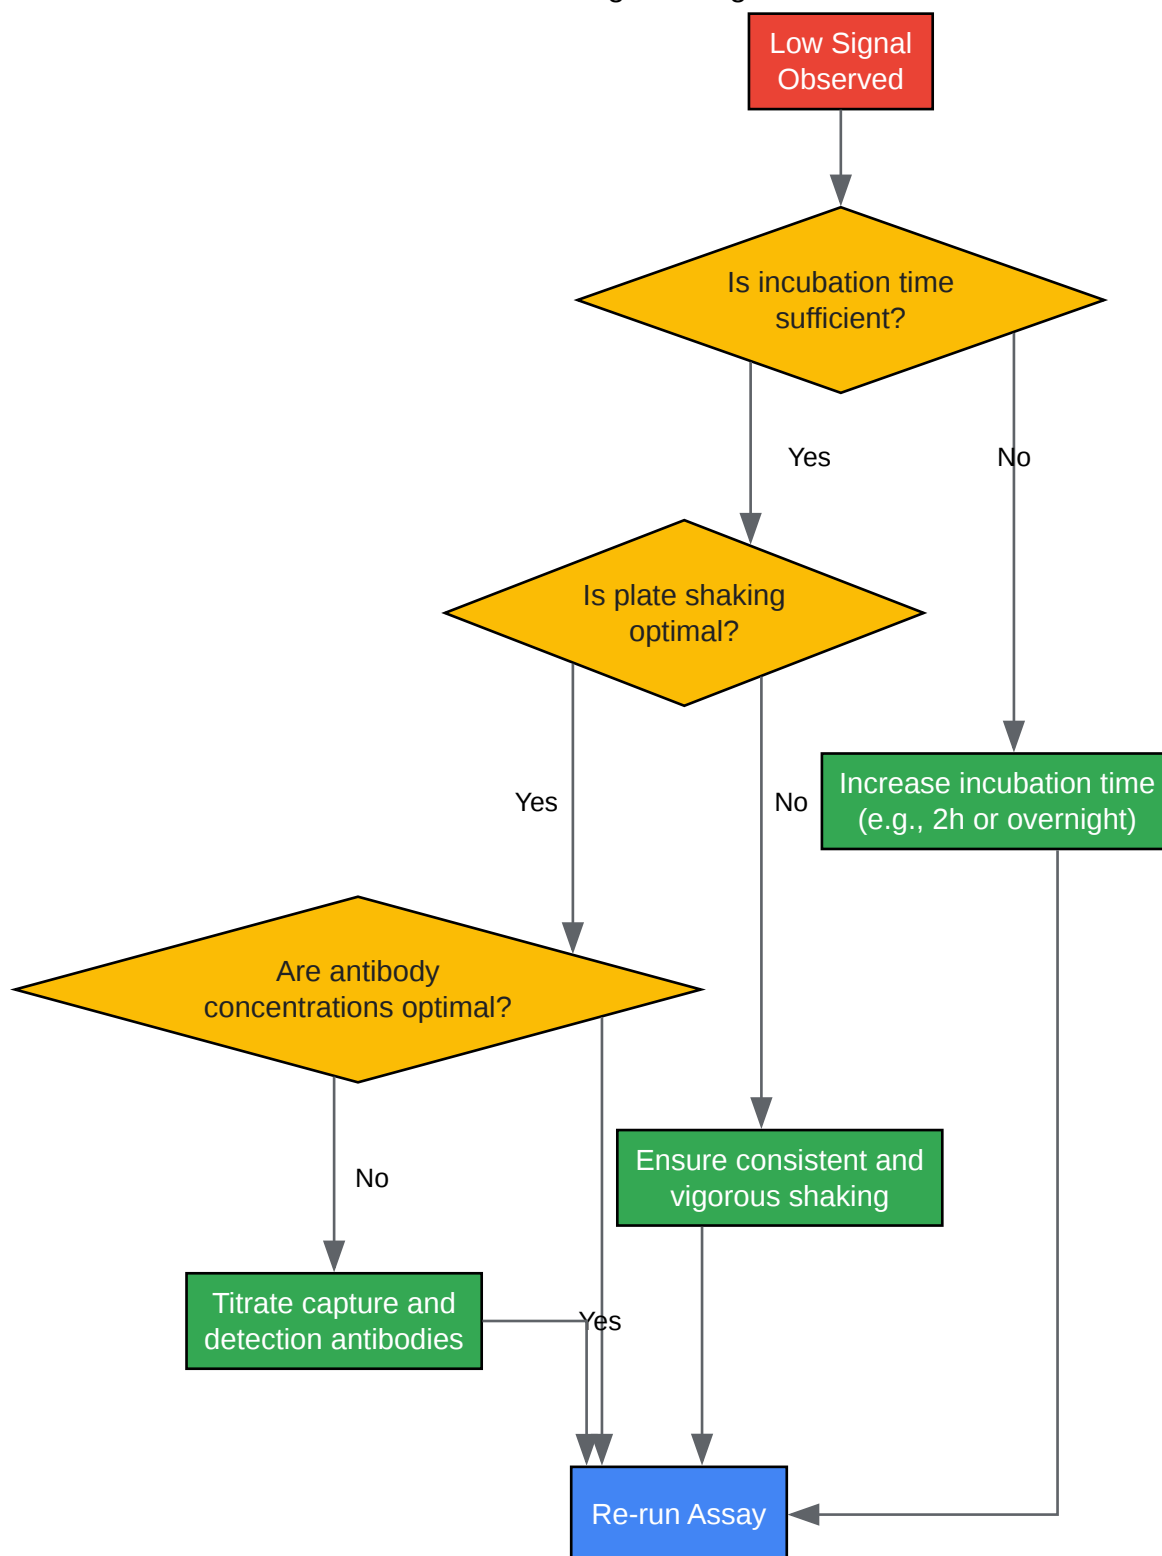 Low Signal
Observed
Is incubation time
sufficient?
Yes
No
Is plate shaking
optimal?
Yes
No
Increase incubation time
(e.g., 2h or overnight)
Are antibody
concentrations optimal?
No
Ensure consistent and
vigorous shaking
Titrate capture and
detection antibodies
Yes
Re-run Assay